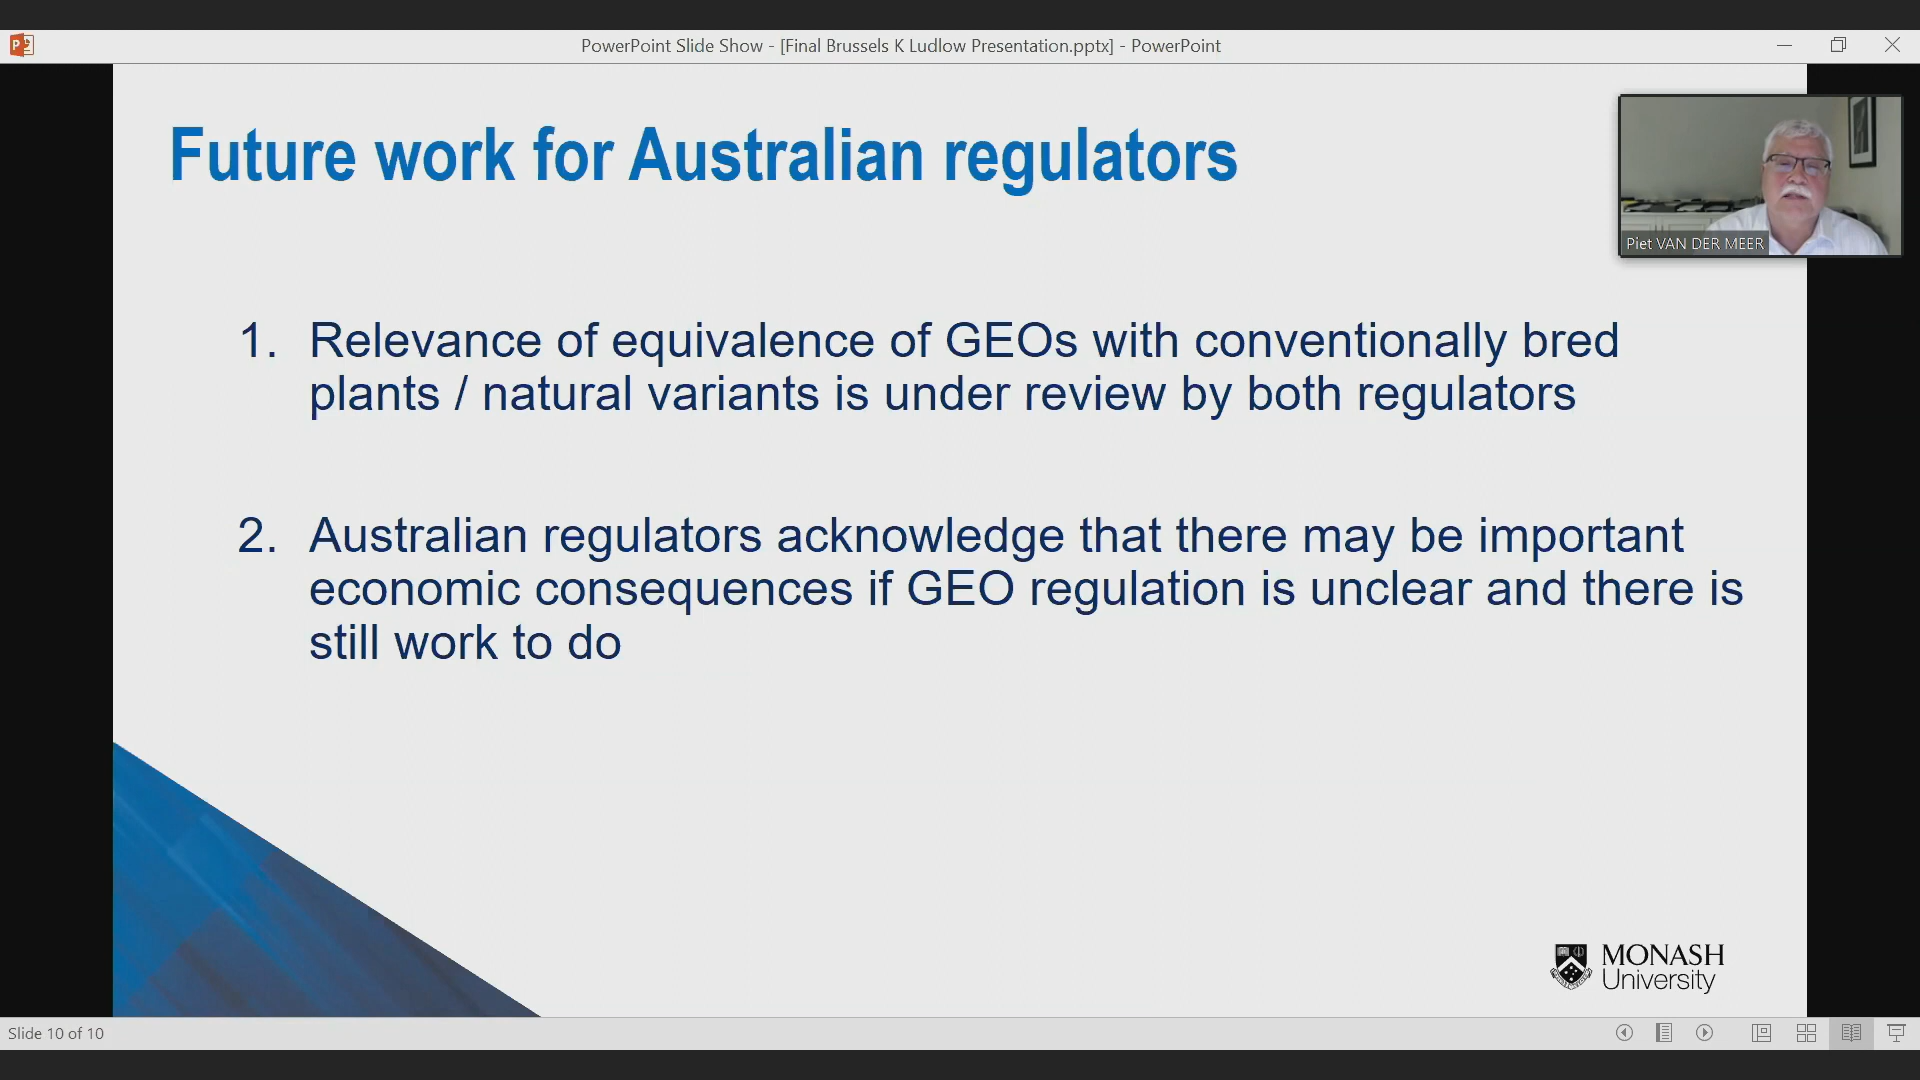 PowerPoint Slide Show - [Final Brussels K Ludlow Presentation.pptx] - PowerPoint
Future work for Australian regulators
Piet VAN DER MEER
1. Relevance of equivalence of GEOs with conventionally bred
plants / natural variants is under review by both regulators
2. Australian regulators acknowledge that there may be important
economic consequences if GEO regulation is unclear and there is
still work to do
MONASH
University
Slide 10 of 10